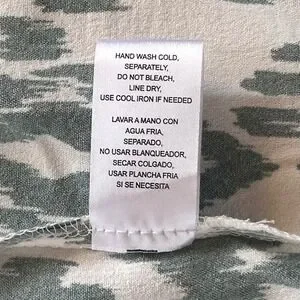 HAND WASH COLD,
SEPARATELY,
DO NOT BLEACH,
LINE DRY,
USE COOL IRON IF NEEDED
LAVAR A MANO CON
AGUA FRIA,
SEPARADO,
NO USAR BLANQUEADOR,
SECAR COLGADO,
USAR PLANCHA FRIA
SI SE NECESITA